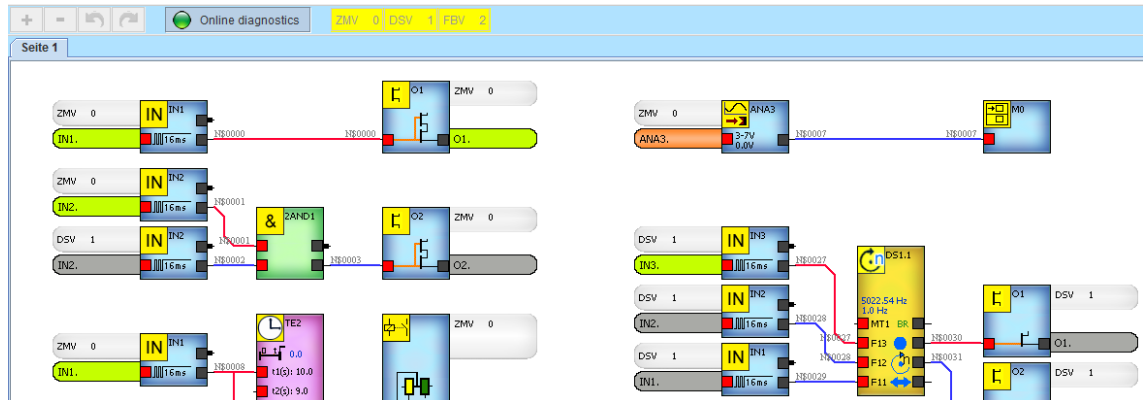 + - Online diagnostics ZMV 0 DSV 1 FBV 2
Seite 1
ZMV 0
IN IN1
IN1.
16ms
N$0000
N$0000
O1
ZMV 0
O1.
ZMV 0
IN IN2
IN2.
16ms
N$0001
DSV 1
IN IN2
IN2.
16ms
N$0001
N$0002
& 2AND1
N$0003
O2
ZMV 0
O2.
ZMV 0
IN IN1
IN1.
16ms
N$0008
TE2
0.0
t1(s): 10.0
t2(s): 9.0
ZMV 0
ZMV 0
ANA3
ANA3.
3-7V
0.0V
N$0007
N$0007
M0
DSV 1
IN IN3
IN3.
16ms
N$0027
DSV 1
IN IN2
IN2.
16ms
N$0028
DSV 1
IN IN1
IN1.
16ms
N$0029
N$0027
N$0028
n DS1.1
5022.54 Hz
1.0 Hz
MT1 BR
F13
F12 n
F11
N$0030
N$0031
O1
DSV 1
O1.
O2
DSV 1